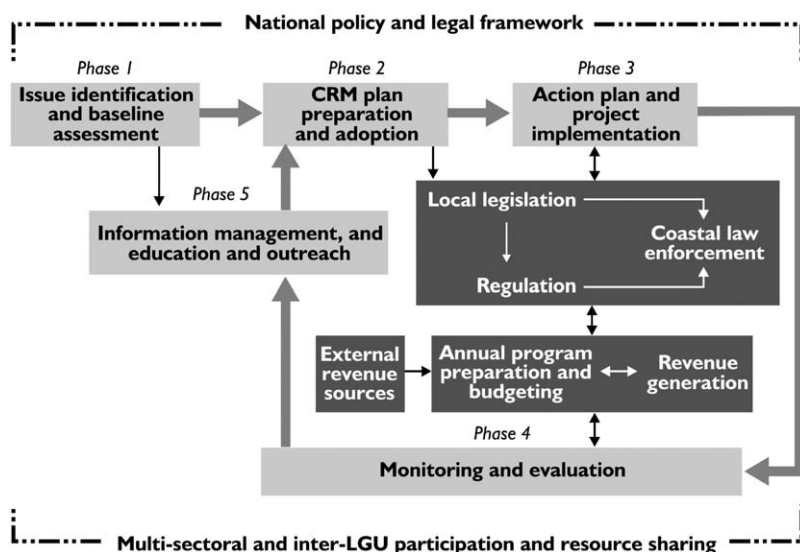 National policy and legal framework
Phase 1
Phase 2
Phase 3
Issue identification
and baseline
assessment
CRM plan
preparation
and adoption
Action plan and
project
implementation
Phase 5
Information management, and
education and outreach
Local legislation
Coastal law
enforcement
Regulation
External
revenue
sources
Annual program
preparation and
budgeting
Revenue
generation
Phase 4
Monitoring and evaluation
Multi-sectoral and inter-LGU participation and resource sharing